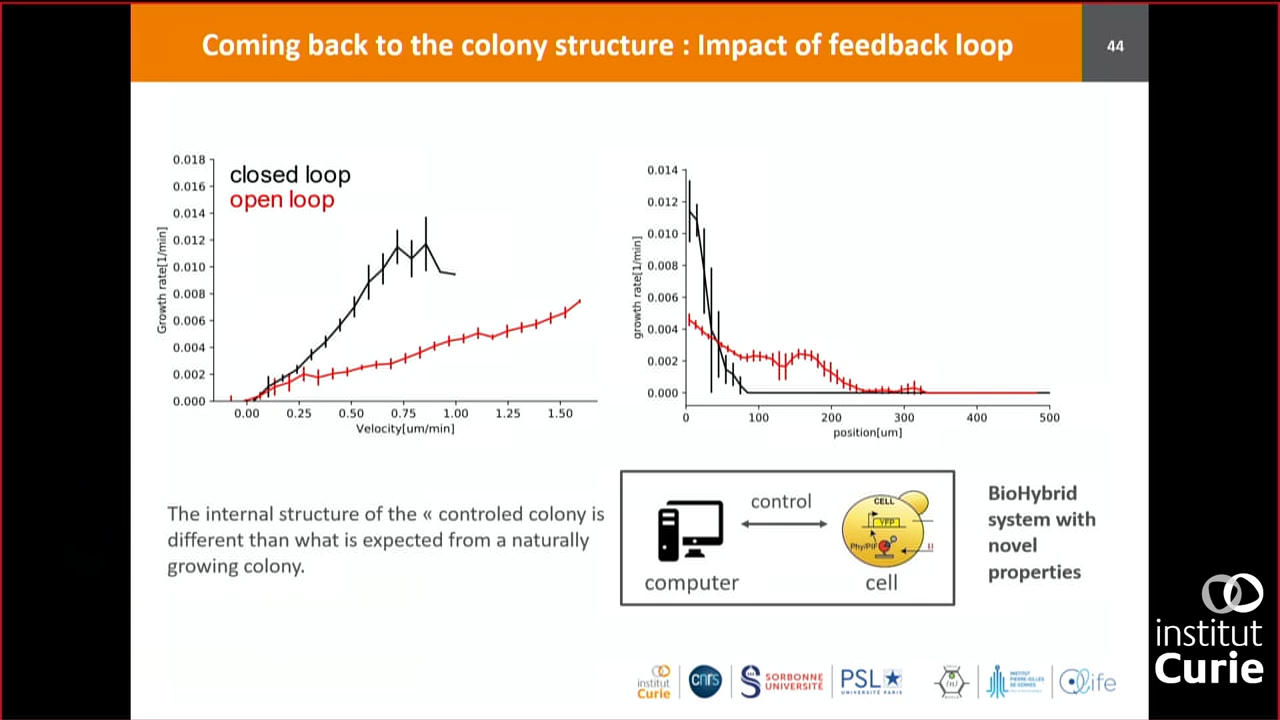 Coming back to the colony structure : Impact of feedback loop
44
closed loop
open loop
0.018
0.016
0.014
0.012
0.010
0.008
0.006
0.004
0.002
0.000
Growth rate[1/min]
0.00 0.25 0.50 0.75 1.00 1.25 1.50
Velocity[um/min]
0.014
0.012
0.010
0.008
0.006
0.004
0.002
0.000
growth rate[1/min]
0 100 200 300 400 500
position[um]
The internal structure of the « controled colony is
different than what is expected from a naturally
growing colony.
control
computer
CELL
YFP
Phy/PIF
cell
BioHybrid
system with
novel
properties
institut
Curie
cnrs
SORBONNE
UNIVERSITÉ
PSL
UNIVERSITÉ PARIS
INSTITUT
PIERRE-GILLES
DE GENNES
life
institut
Curie